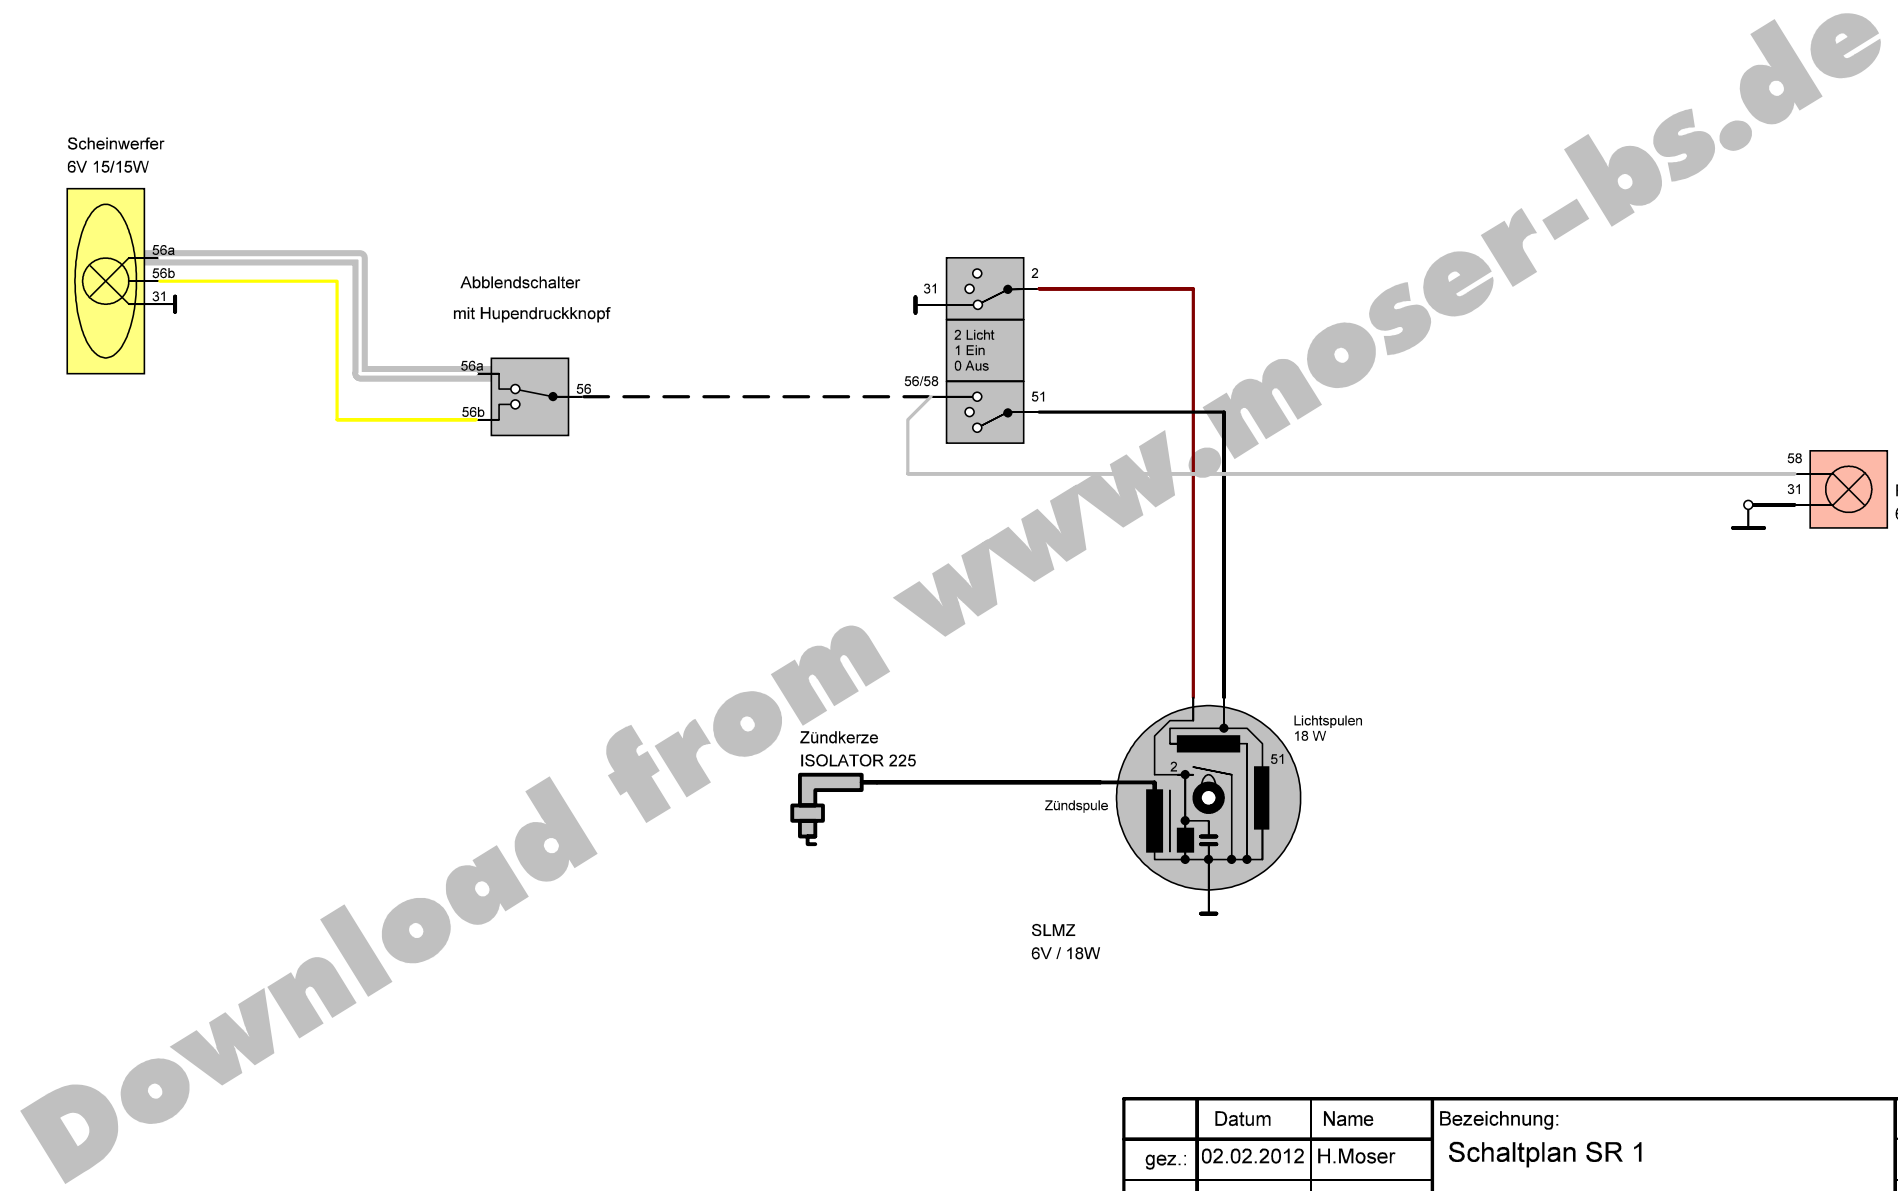 Scheinwerfer
6V 15/15W
56a
56b
31
Abblendschalter
mit Hupendruckknopf
56a
56b
56
2
31
2 Licht
1 Ein
0 Aus
56/58
51
58
31
Zündkerze
ISOLATOR 225
Zündspule
Lichtspulen
18 W
51
2
SLMZ
6V / 18W
Download from www.moser-bs.de
Datum Name Bezeichnung:
gez.: 02.02.2012 H.Moser Schaltplan SR 1